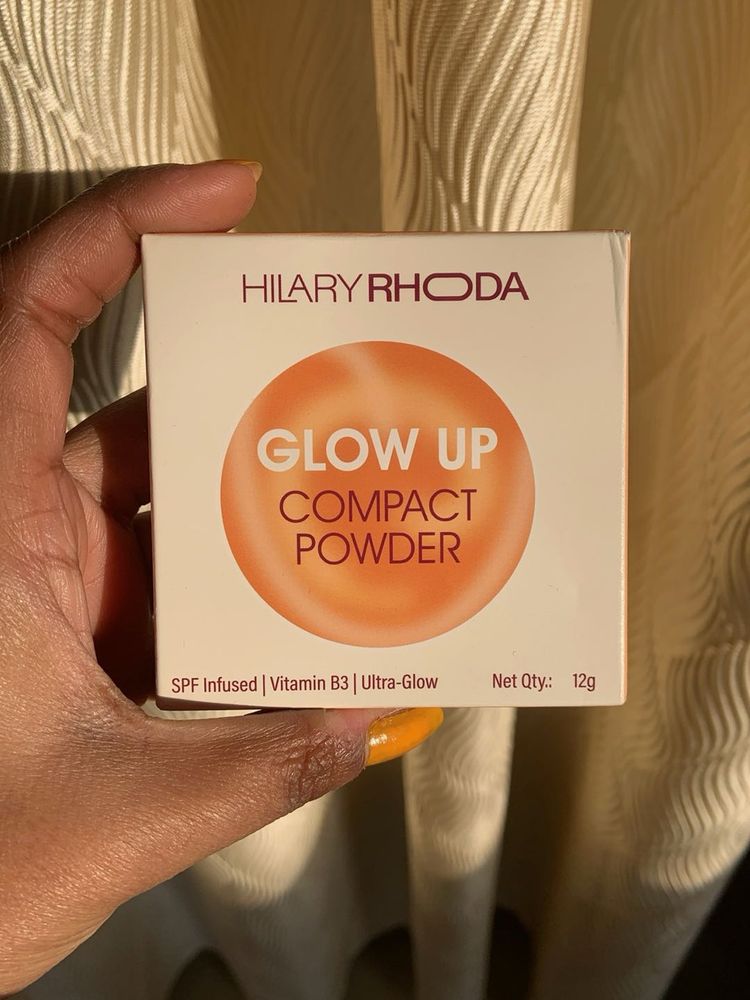 HILARY RHODA
GLOW UP
COMPACT
POWDER
SPF Infused | Vitamin B3 | Ultra-Glow Net Qty.: 12g